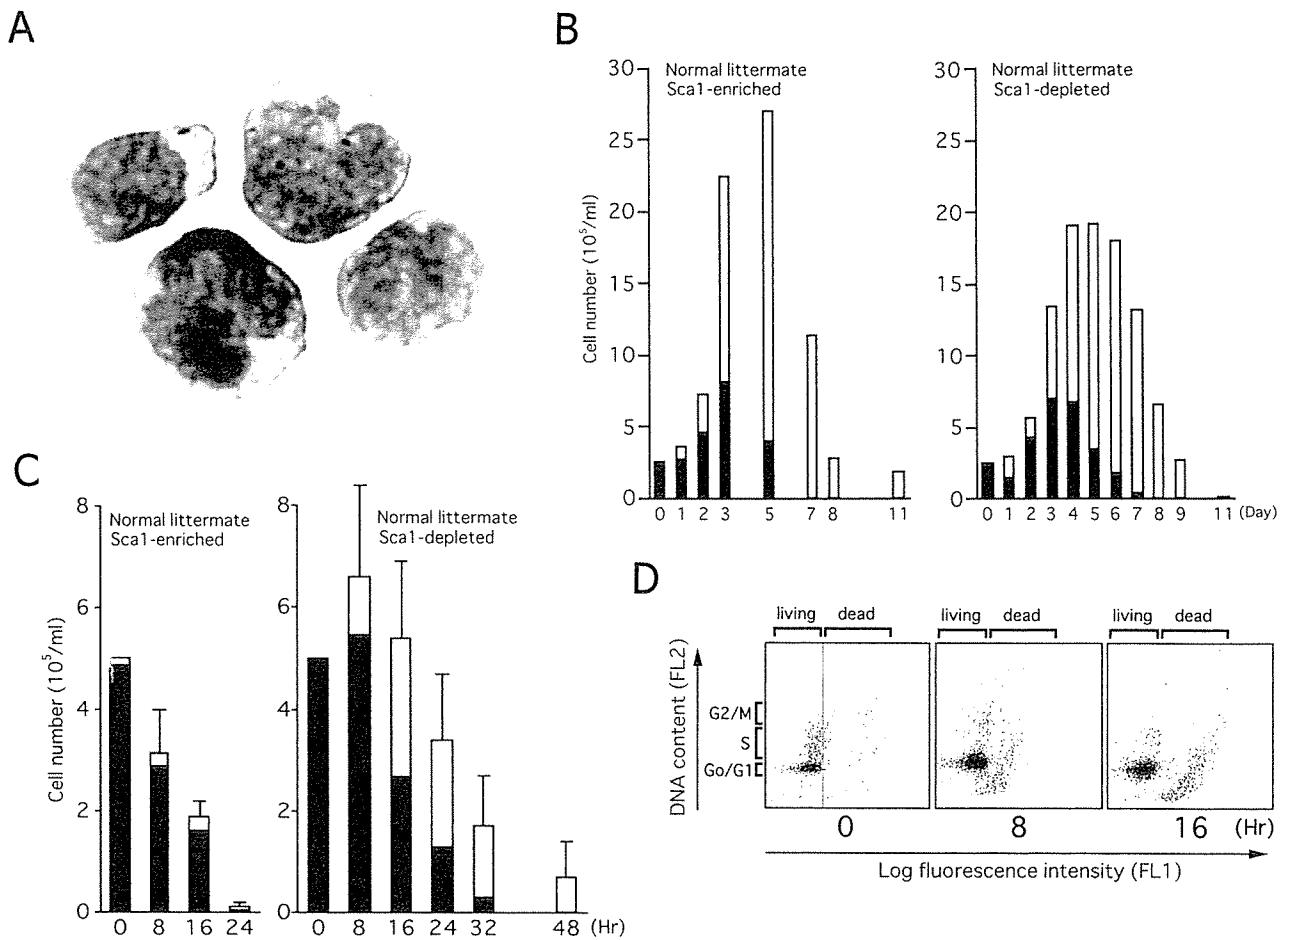 A
B
Normal littermate
Sca1-enriched
Cell number (10⁵/ml)
30
25
20
15
10
5
0
0 1 2 3 5 7 8 11
Normal littermate
Sca1-depleted
30
25
20
15
10
5
0
0 1 2 3 4 5 6 7 8 9 11 (Day)
C
Normal littermate
Sca1-enriched
Cell number (10⁵/ml)
8
6
4
2
0
0 8 16 24
Normal littermate
Sca1-depleted
8
6
4
2
0
0 8 16 24 32 48 (Hr)
D
living dead living dead living dead
DNA content (FL2)
G2/M
S
Go/G1
0 8 16 (Hr)
Log fluorescence intensity (FL1)